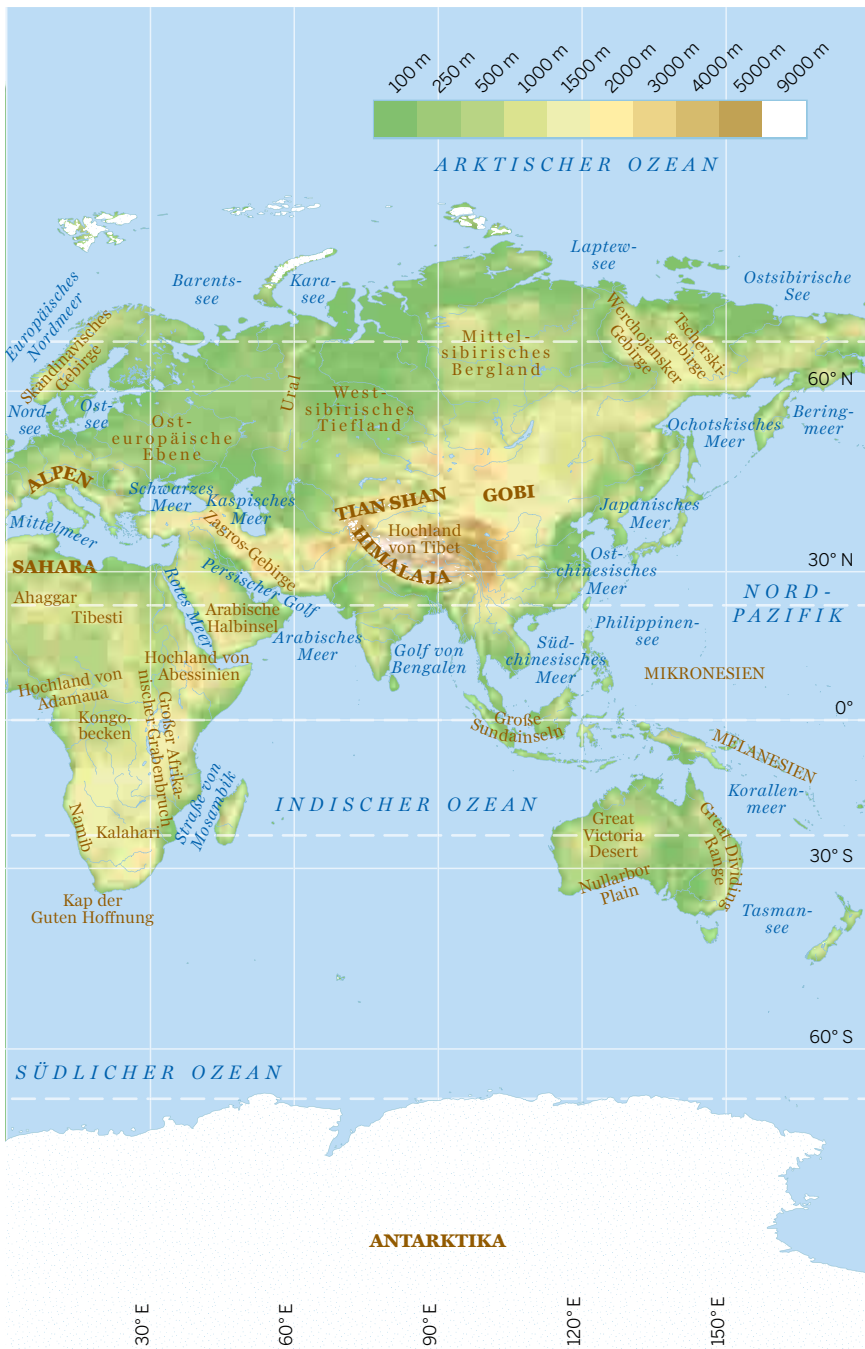 100 m
250 m
500 m
1000 m
1500 m
2000 m
3000 m
4000 m
5000 m
9000 m
ARKTISCHER OZEAN
Laptew-
see
Ostsibirische
See
Barents-
see
Kara-
see
Europäisches
Nordmeer
Skandinavisches
Gebirge
Mittel-
sibirisches
Bergland
Werchojansker
Gebirge
Tscherski-
gebirge
60° N
Nord-
see
Ost-
see
Ural
West-
sibirisches
Tiefland
Ost-
europäische
Ebene
Ochotskisches
Meer
Bering-
meer
ALPEN
Schwarzes
Meer
Kaspisches
Meer
TIAN SHAN
GOBI
Japanisches
Meer
Mittelmeer
Zagros-Gebirge
Hochland
von Tibet
HIMALAJA
30° N
SAHARA
Ost-
chinesisches
Meer
Persischer Golf
Rotes Meer
Ahaggar
Tibesti
Arabische
Halbinsel
NORD-
PAZIFIK
Arabisches
Meer
Golf von
Bengalen
Süd-
chinesisches
Meer
Philippinen-
see
Hochland von
Abessinien
MIKRONESIEN
Hochland von
Adamaua
Kongo-
becken
Großer Afrika-
nischer Grabenbruch
Große
Sundainseln
0°
MELANESIEN
Straße von
Mosambik
INDISCHER OZEAN
Korallen-
meer
Namib
Kalahari
Great
Victoria
Desert
Great Dividing
Range
30° S
Nullarbor
Plain
Kap der
Guten Hoffnung
Tasman-
see
60° S
SÜDLICHER OZEAN
ANTARKTIKA
30° E
60° E
90° E
120° E
150° E